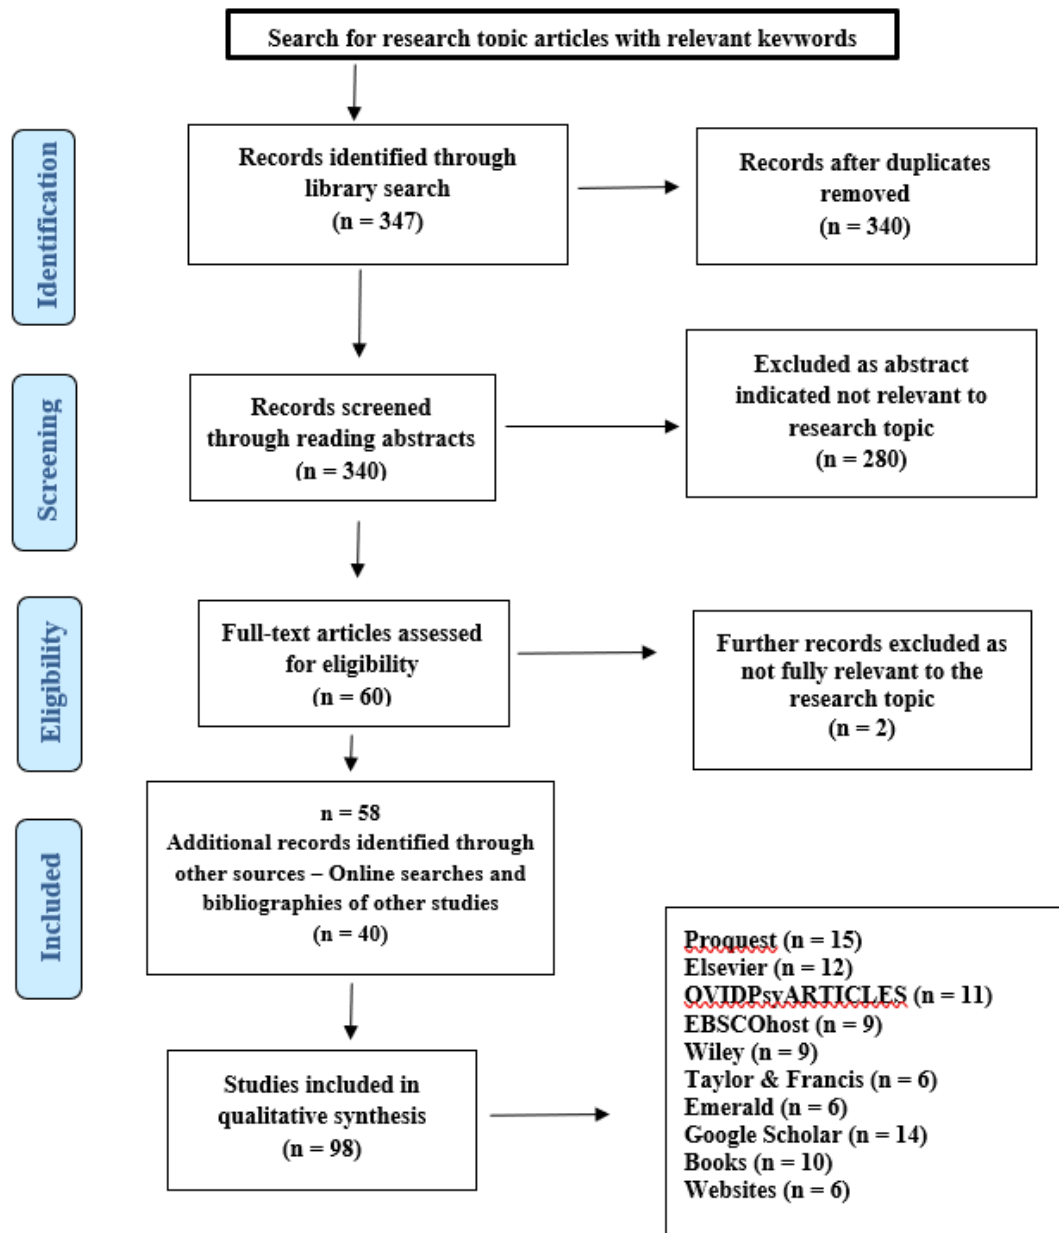 Search for research topic articles with relevant keywords
Identification
Records identified through
library search
(n = 347)
Records after duplicates
removed
(n = 340)
Screening
Records screened
through reading abstracts
(n = 340)
Excluded as abstract
indicated not relevant to
research topic
(n = 280)
Eligibility
Full-text articles assessed
for eligibility
(n = 60)
Further records excluded as
not fully relevant to the
research topic
(n = 2)
Included
n = 58
Additional records identified through
other sources – Online searches and
bibliographies of other studies
(n = 40)
Studies included in
qualitative synthesis
(n = 98)
Proquest (n = 15)
Elsevier (n = 12)
OVIDPsyARTICLES (n = 11)
EBSCOhost (n = 9)
Wiley (n = 9)
Taylor & Francis (n = 6)
Emerald (n = 6)
Google Scholar (n = 14)
Books (n = 10)
Websites (n = 6)